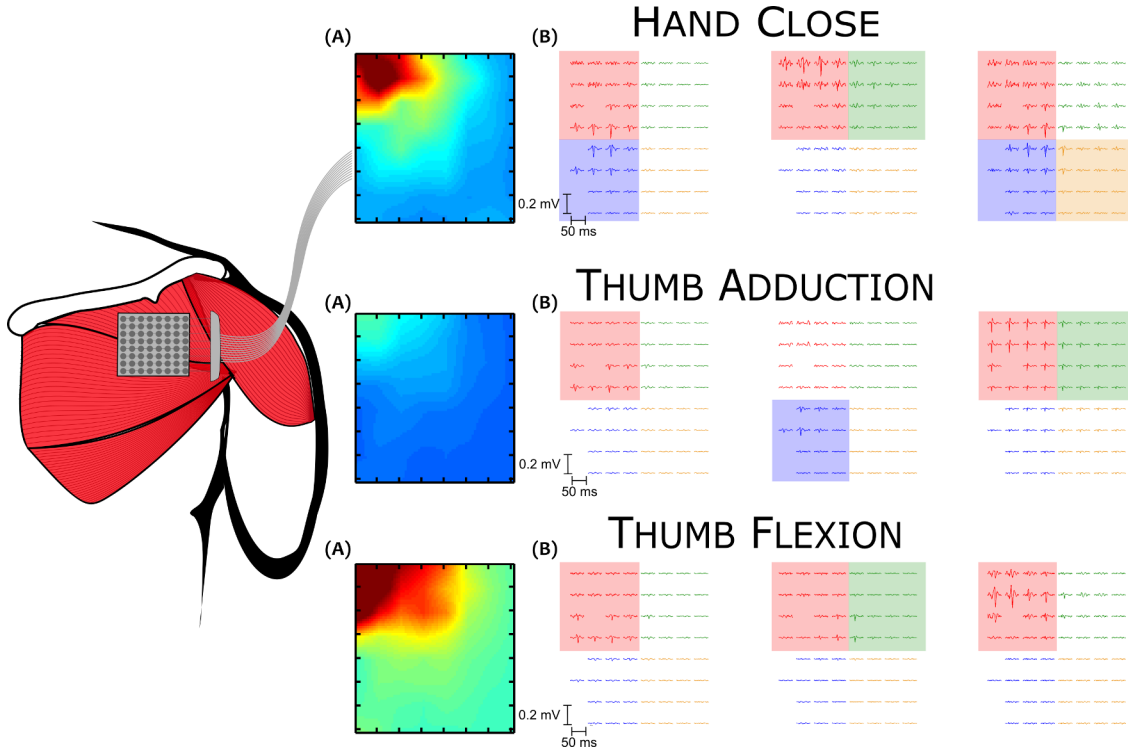 HAND CLOSE
(A)
(B)
0.2 mV
50 ms
THUMB ADDUCTION
(A)
(B)
0.2 mV
50 ms
THUMB FLEXION
(A)
(B)
0.2 mV
50 ms